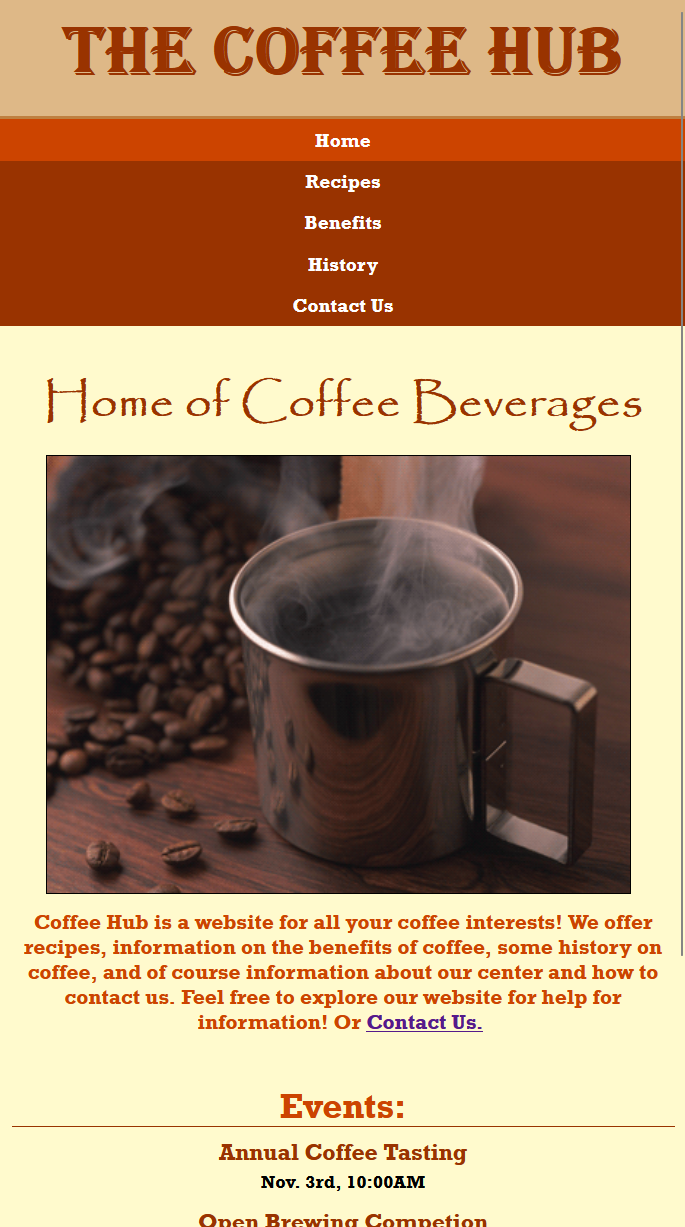 THE COFFEE HUB
Home
Recipes
Benefits
History
Contact Us
Home of Coffee Beverages
Coffee Hub is a website for all your coffee interests! We offer
recipes, information on the benefits of coffee, some history on
coffee, and of course information about our center and how to
contact us. Feel free to explore our website for help for
information! Or Contact Us.
Events:
Annual Coffee Tasting
Nov. 3rd, 10:00AM
Open Brewing Competion